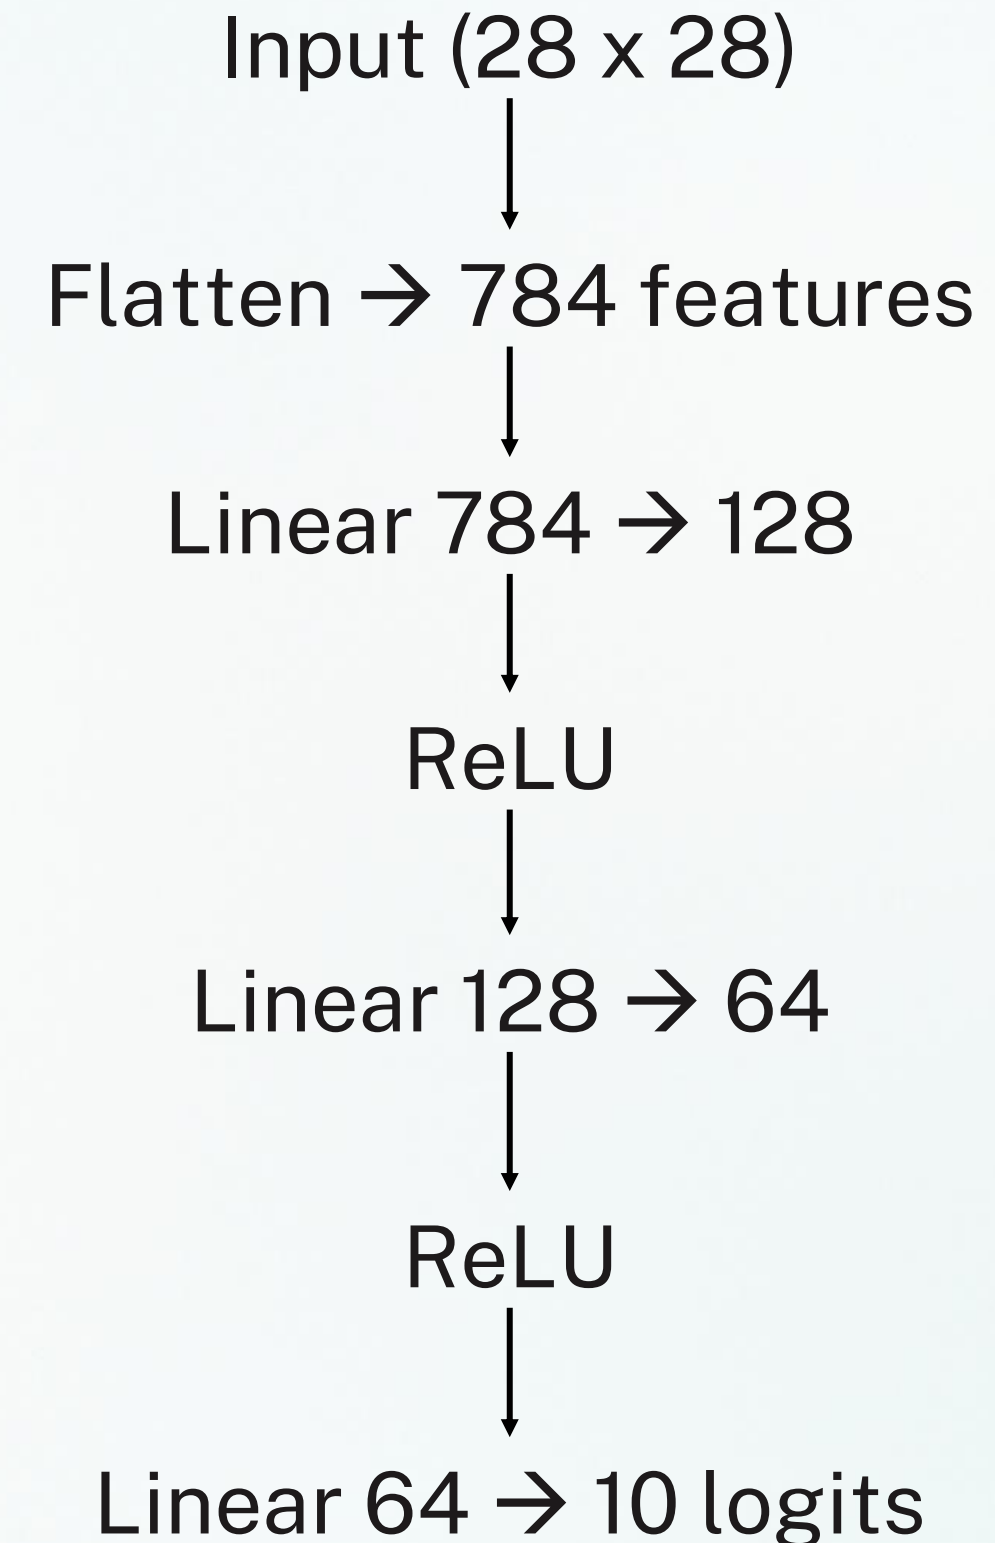 Input (28 x 28)
Flatten → 784 features
Linear 784 → 128
ReLU
Linear 128 → 64
ReLU
Linear 64 → 10 logits